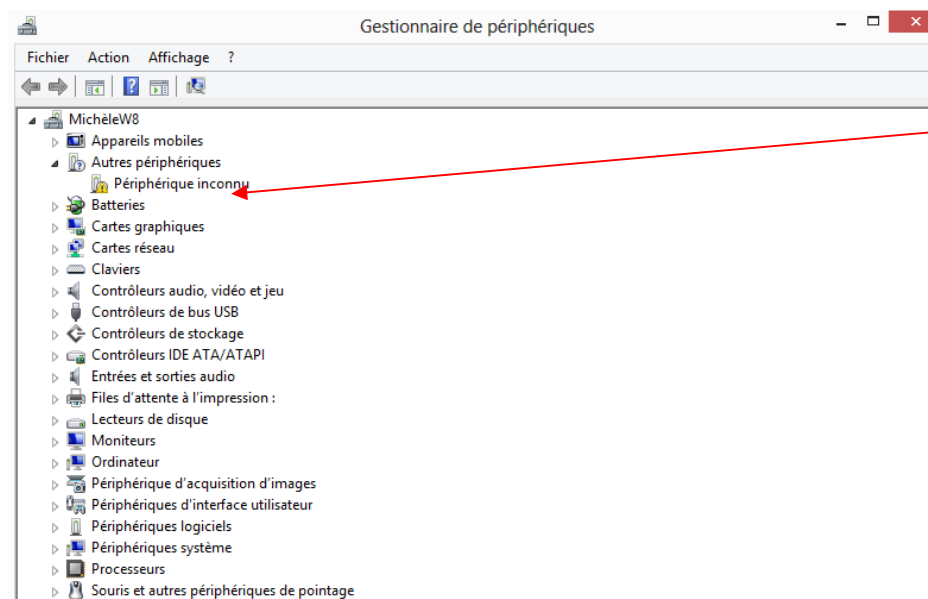 Gestionnaire de périphériques
Fichier Action Affichage ?
MichèleW8
Appareils mobiles
Autres périphériques
Périphérique inconnu
Batteries
Cartes graphiques
Cartes réseau
Claviers
Contrôleurs audio, vidéo et jeu
Contrôleurs de bus USB
Contrôleurs de stockage
Contrôleurs IDE ATA/ATAPI
Entrées et sorties audio
Files d'attente à l'impression :
Lecteurs de disque
Moniteurs
Ordinateur
Périphérique d'acquisition d'images
Périphériques d'interface utilisateur
Périphériques logiciels
Périphériques système
Processeurs
Souris et autres périphériques de pointage